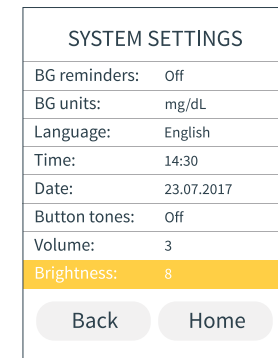 SYSTEM SETTINGS
BG reminders: Off
BG units: mg/dL
Language: English
Time: 14:30
Date: 23.07.2017
Button tones: Off
Volume: 3
Brightness: 8
Back Home